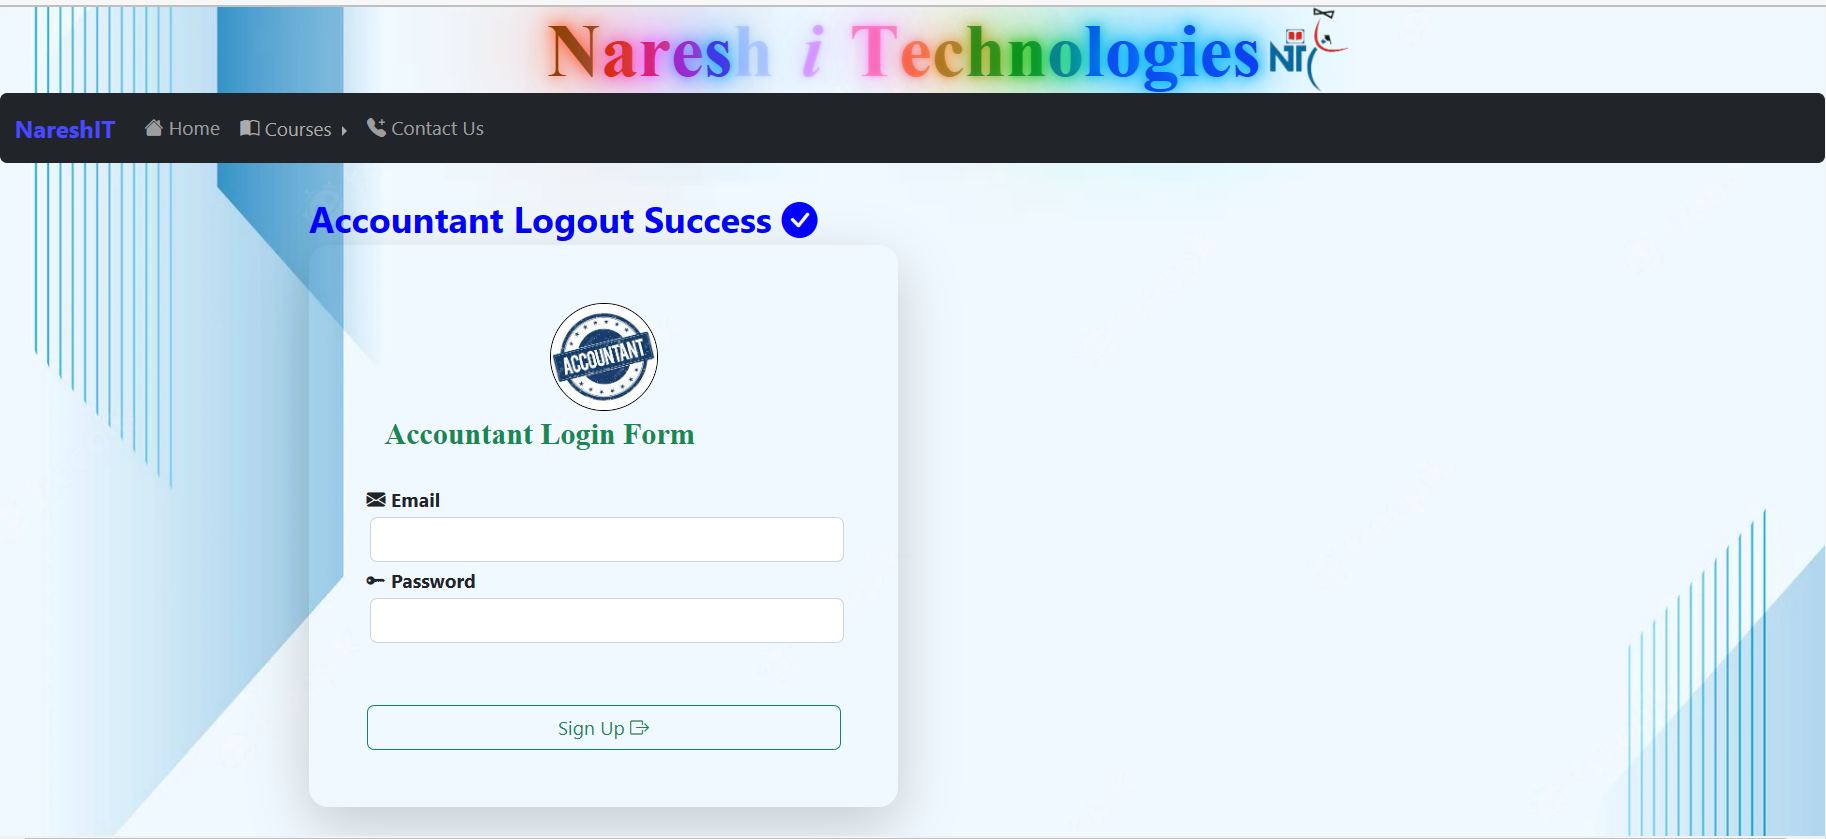 Naresh i Technologies NiT
NareshIT Home Courses Contact Us
Accountant Logout Success
ACCOUNTANT
Accountant Login Form
Email
Password
Sign Up